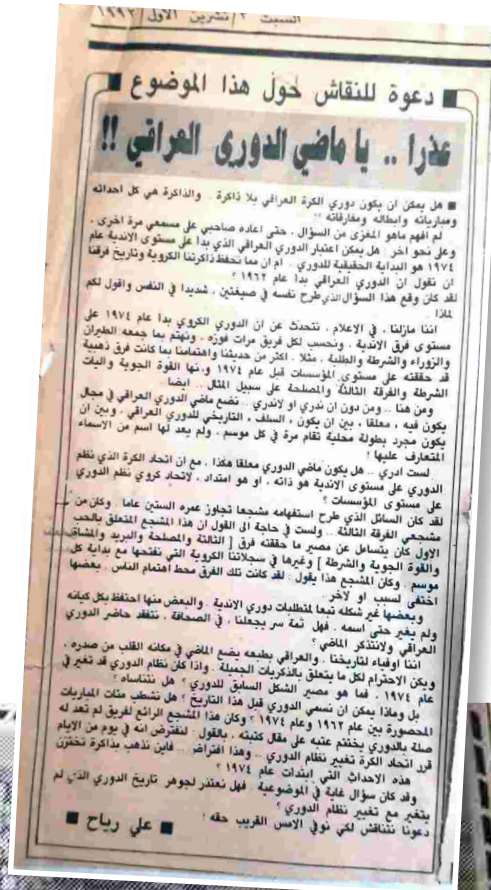 السبت ٣/تشرين الأول/١٩٩٢
دعوة للنقاش حول هذا الموضوع
عذرا .. يا ماضي الدوري العراقي !!
هل يمكن ان يكون دوري الكرة العراقي بلا ذاكرة .. والذاكرة هي كل احداثه
ومبارياته وابطاله ومفارقاته ؟؟
لم افهم ماهو المغزى من السؤال ، حتى اعاده صاحبي على مسمعي مرة اخرى ،
وعلى نحو اخر : هل يمكن اعتبار الدوري العراقي الذي بدأ على مستوى الاندية عام
١٩٧٤ هو البداية الحقيقية للدوري .. ام ان مما تحفظ ذاكرتنا الكروية وتاريخ فرقنا
ان نقول ان الدوري العراقي بدأ عام ١٩٦٢ ؟
لقد كان وقع هذا السؤال الذي طرح نفسه في صيغتين ، شديدا في النفس واقول لكم
لماذا :
اننا مازلنا ، في الاعلام ، نتحدث عن ان الدوري الكروي بدأ عام ١٩٧٤ على
مستوى فرق الاندية ، ونحسب لكل فريق مرات فوزه ، ونهتم بما جمعه الطيران
والزوراء والشرطة والطلبة ، مثلا ، اكثر من حديثنا واهتمامنا بما كانت فرق ذهبية
قد حققته على مستوى المؤسسات قبل عام ١٩٧٤ ومنها القوة الجوية واليات
الشرطة والفرقة الثالثة والمصلحة على سبيل المثال .. ايضا .
ومن هنا .. ومن دون ان ندري او لاندري .. نضع ماضي الدوري العراقي في مجال
يكون فيه ، معلقا ، بين ان يكون ، السلف ، التاريخي للدوري العراقي ، وبين ان
يكون مجرد بطولة محلية تقام مرة في كل موسم ، ولم يعد لها اسم من الاسماء
المتعارف عليها !
لست ادري .. هل يكون ماضي الدوري معلقا هكذا ، مع ان اتحاد الكرة الذي نظم
الدوري على مستوى الاندية هو ذاته ، او هو امتداد ، لاتحاد كروي نظم الدوري
على مستوى المؤسسات ؟
لقد كان السائل الذي طرح استفهامه مشجعا تجاوز عمره الستين عاما . وكان من
مشجعي الفرقة الثالثة .. ولست في حاجة الى القول ان هذا المشجع المتعلق بالحب
الاول كان يتساءل عن مصير ما حققته فرق [ الثالثة والمصلحة والبريد والمشاة
والقوة الجوية والشرطة ] وغيرها في سجلاتنا الكروية التي نفتحها مع بداية كل
موسم . وكان المشجع هذا يقول : لقد كانت تلك الفرق محط اهتمام الناس . بعضها
اختفى لسبب او لآخر .
وبعضها غير شكله تبعا لمتطلبات دوري الاندية . والبعض منها احتفظ بكل كيانه
ولم يغير حتى اسمه . فهل ثمة سر يجعلنا ، في الصحافة ، نتفقد حاضر الدوري
العراقي ولانتذكر الماضي ؟
اننا اوفياء لتاريخنا . والعراقي بطبعه يضع الماضي في مكانه القلب من صدره ،
ويكن الاحترام لكل ما يتعلق بالذكريات الجميلة . واذا كان نظام الدوري قد تغير في
عام ١٩٧٤ ، فما هو مصير الشكل السابق للدوري ؟ هل نتناساه ؟
بل وماذا يمكن ان نسمي الدوري قبل هذا التاريخ ؟ هل نشطب مئات المباريات
المحصورة بين عام ١٩٦٢ وعام ١٩٧٤ ؟ وكان هذا المشجع الرائع لفريق لم تعد له
صلة بالدوري يختتم عتبه على مقال كتبته ، بالقول : لنفترض انه في يوم من الايام
قرر اتحاد الكرة تغيير نظام الدوري .. وهذا افتراض .. فاين نذهب بذاكرة تختزن
هذه الاحداث التي ابتدأت عام ١٩٧٤ ؟
وقد كان سؤال غاية في الموضوعية . فهل نعتذر لجوهر تاريخ الدوري الذي لم
يتغير مع تغيير نظام الدوري ؟
دعونا نتناقش لكي نوفي الامس القريب حقه !
علي رياح